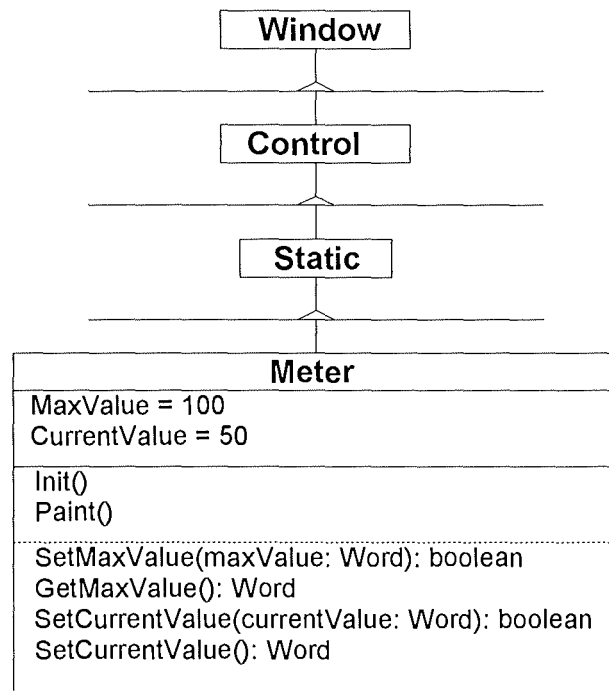 Window
Control
Static
Meter
MaxValue = 100
CurrentValue = 50
Init()
Paint()
SetMaxValue(maxValue: Word): boolean
GetMaxValue(): Word
SetCurrentValue(currentValue: Word): boolean
SetCurrentValue(): Word